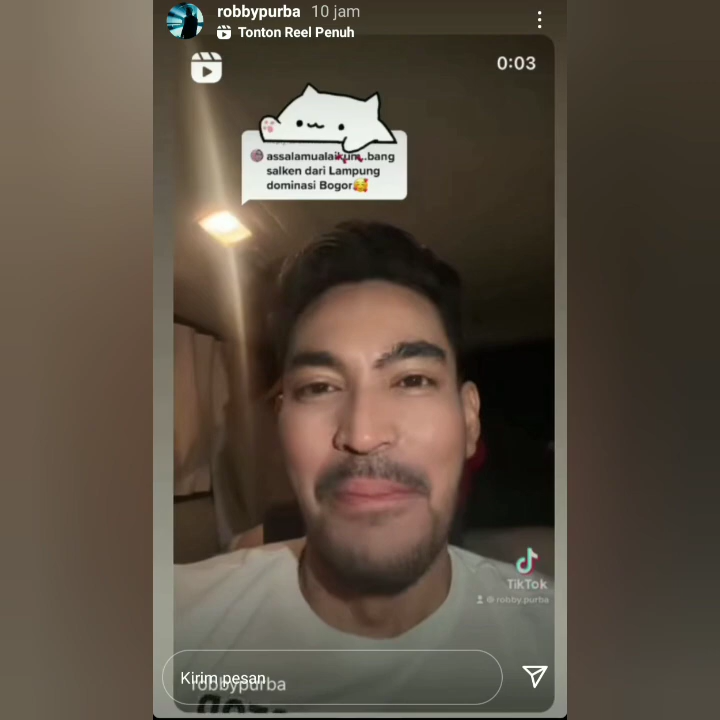 robbypurba 10 jam
Tonton Reel Penuh
0:03
assalamualaikum..bang
salken dari Lampung
dominasi Bogor🥰
TikTok
@ robby.purba
Kirim pesan
robbypurba